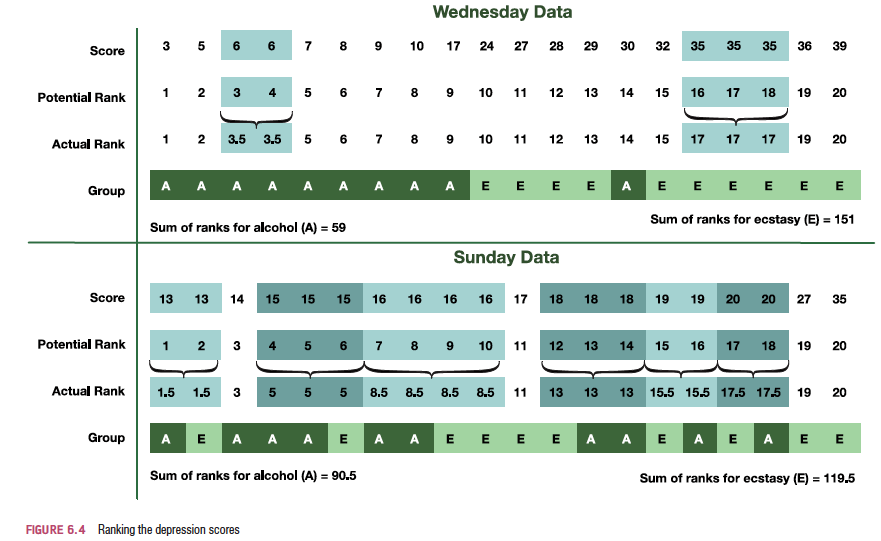 Wednesday Data
Score 3 5 6 6 7 8 9 10 17 24 27 28 29 30 32 35 35 35 36 39
Potential Rank 1 2 3 4 5 6 7 8 9 10 11 12 13 14 15 16 17 18 19 20
Actual Rank 1 2 3.5 3.5 5 6 7 8 9 10 11 12 13 14 15 17 17 17 19 20
Group A A A A A A A A A E E E E A E E E E E E
Sum of ranks for alcohol (A) = 59 Sum of ranks for ecstasy (E) = 151
Sunday Data
Score 13 13 14 15 15 15 16 16 16 16 17 18 18 18 19 19 20 20 27 35
Potential Rank 1 2 3 4 5 6 7 8 9 10 11 12 13 14 15 16 17 18 19 20
Actual Rank 1.5 1.5 3 5 5 5 8.5 8.5 8.5 8.5 11 13 13 13 15.5 15.5 17.5 17.5 19 20
Group A E A A A E A A E E E E A A E A E A E E
Sum of ranks for alcohol (A) = 90.5 Sum of ranks for ecstasy (E) = 119.5
FIGURE 6.4 Ranking the depression scores